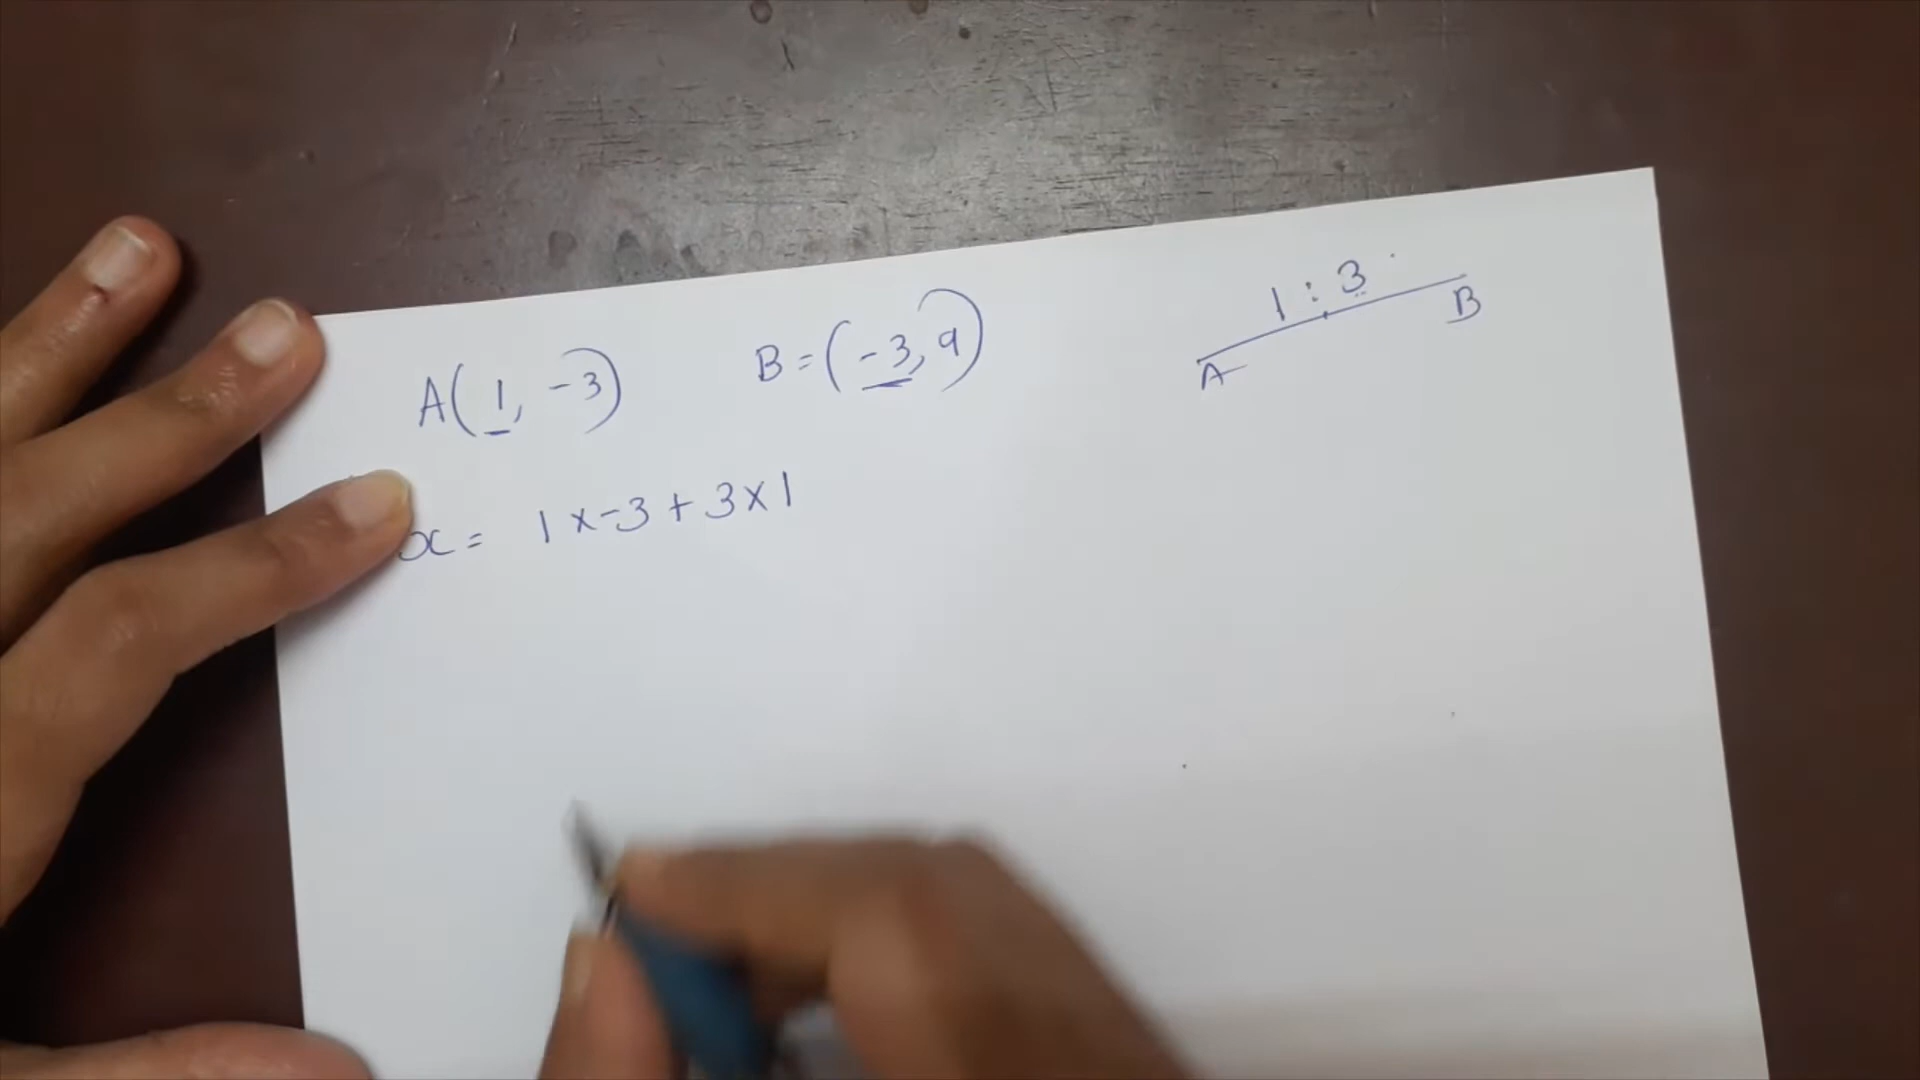 1 : 3
A B
A(1, -3) B = (-3, 9)
x = 1 x -3 + 3 x 1